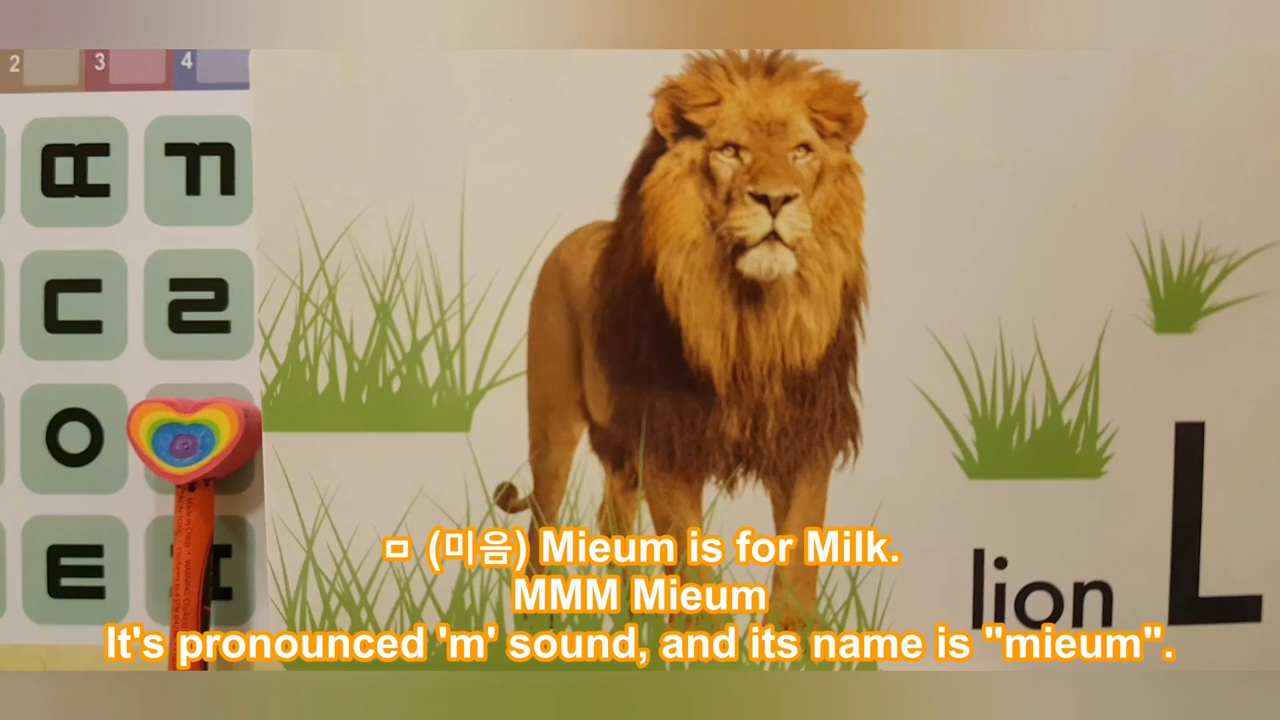 2 3 4
ㄸ ㄲ
ㄷ ㄹ
ㅇ
ㅌ
lion L
ㅁ (미음) Mieum is for Milk.
MMM Mieum
It's pronounced 'm' sound, and its name is "mieum".